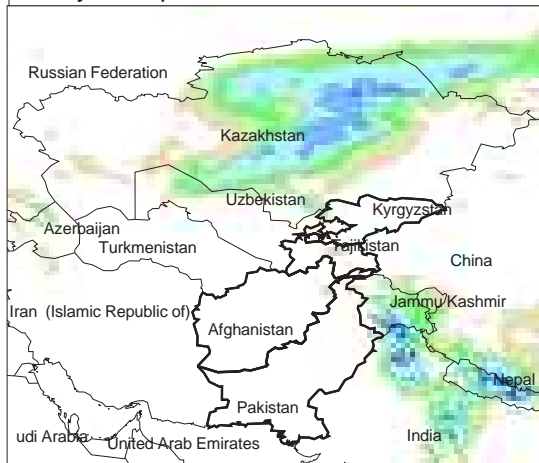 Russian Federation
Kazakhstan
Uzbekistan
Kyrgyzstan
Azerbaijan
Turkmenistan
Tajikistan
China
Iran (Islamic Republic of)
Jammu Kashmir
Afghanistan
Nepal
Pakistan
udi Arabia
United Arab Emirates
India